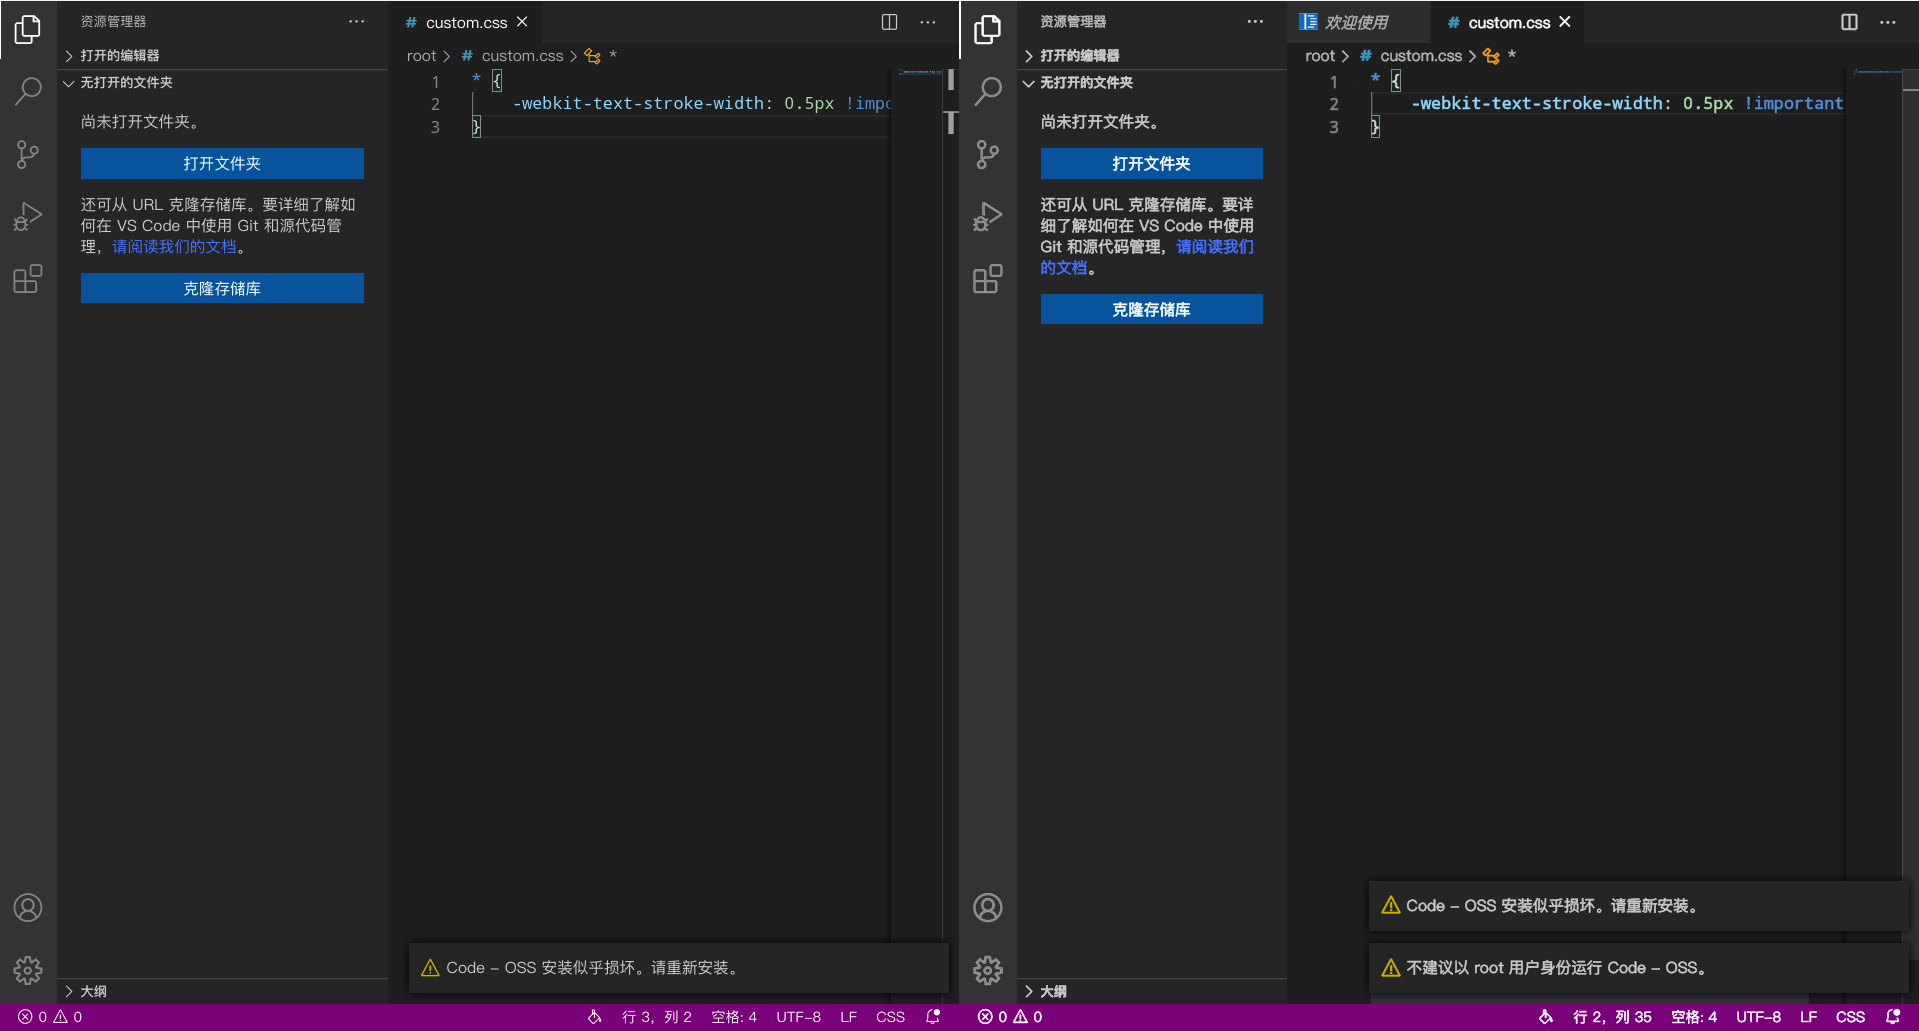 资源管理器
custom.css
打开的编辑器
root > # custom.css > *
无打开的文件夹
1 * {
2 -webkit-text-stroke-width: 0.5px !impo
3 }
尚未打开文件夹。
打开文件夹
还可从 URL 克隆存储库。要详细了解如
何在 VS Code 中使用 Git 和源代码管
理，请阅读我们的文档。
克隆存储库
Code - OSS 安装似乎损坏。请重新安装。
大纲
0 0
行 3，列 2 空格: 4 UTF-8 LF CSS
资源管理器
欢迎使用
# custom.css
打开的编辑器
root > # custom.css > *
无打开的文件夹
1 * {
2 -webkit-text-stroke-width: 0.5px !important
3 }
尚未打开文件夹。
打开文件夹
还可从 URL 克隆存储库。要详
细了解如何在 VS Code 中使用
Git 和源代码管理，请阅读我们
的文档。
克隆存储库
Code - OSS 安装似乎损坏。请重新安装。
不建议以 root 用户身份运行 Code - OSS。
大纲
0 0
行 2，列 35 空格: 4 UTF-8 LF CSS